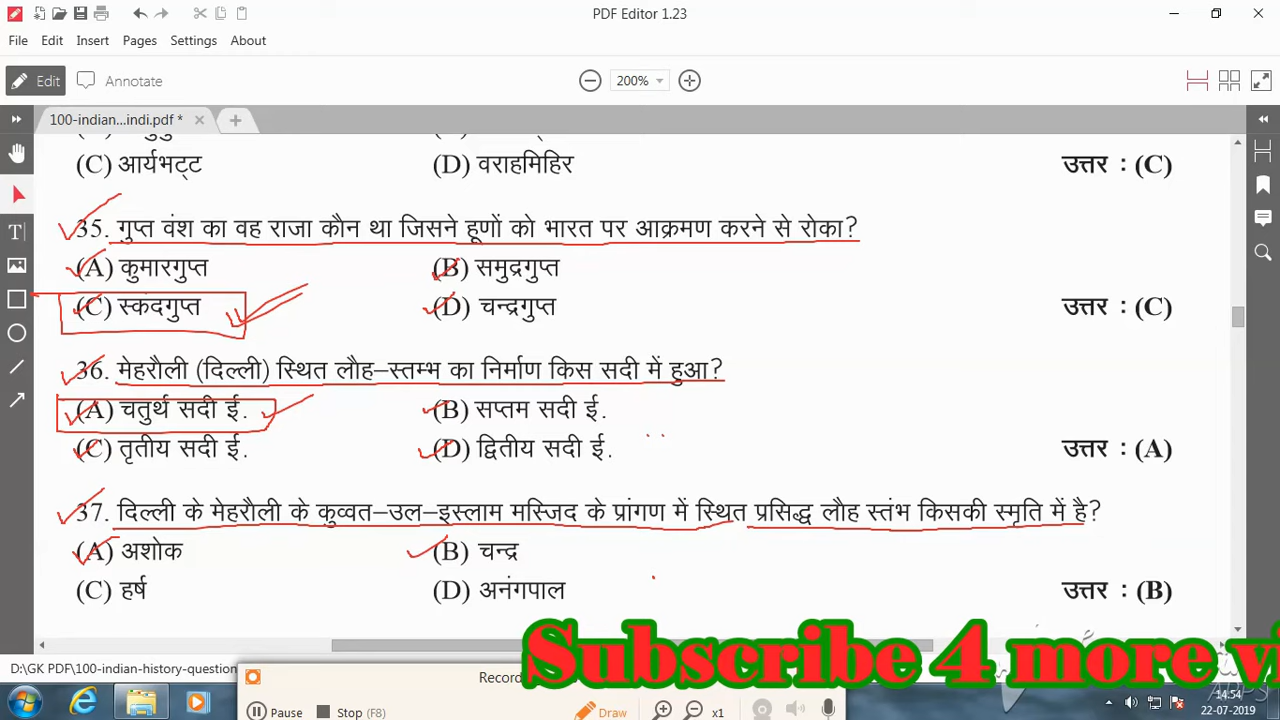 PDF Editor 1.23
File Edit Insert Pages Settings About
Edit Annotate 200%
100-indian...indi.pdf *
(C) आर्यभट्ट (D) वराहमिहिर उत्तर : (C)
35. गुप्त वंश का वह राजा कौन था जिसने हूणों को भारत पर आक्रमण करने से रोका?
(A) कुमारगुप्त (B) समुद्रगुप्त
(C) स्कंदगुप्त (D) चन्द्रगुप्त उत्तर : (C)
36. मेहरौली (दिल्ली) स्थित लौह–स्तम्भ का निर्माण किस सदी में हुआ?
(A) चतुर्थ सदी ई. (B) सप्तम सदी ई.
(C) तृतीय सदी ई. (D) द्वितीय सदी ई. उत्तर : (A)
37. दिल्ली के मेहरौली के कुव्वत–उल–इस्लाम मस्जिद के प्रांगण में स्थित प्रसिद्ध लौह स्तंभ किसकी स्मृति में है?
(A) अशोक (B) चन्द्र
(C) हर्ष (D) अनंगपाल उत्तर : (B)
Subscribe 4 more vi
D:\GK PDF\100-indian-history-question
Record
Pause Stop (F8) Draw x1
14:54
22-07-2019